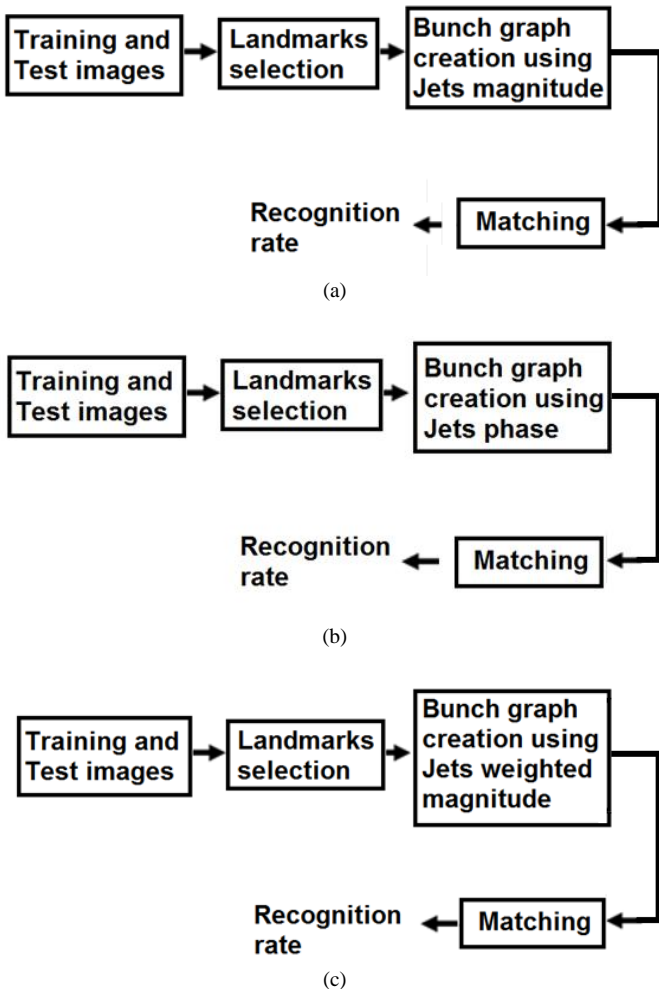 Training and
Test images
Landmarks
selection
Bunch graph
creation using
Jets magnitude
Matching
Recognition
rate
(a)
Training and
Test images
Landmarks
selection
Bunch graph
creation using
Jets phase
Matching
Recognition
rate
(b)
Training and
Test images
Landmarks
selection
Bunch graph
creation using
Jets weighted
magnitude
Matching
Recognition
rate
(c)